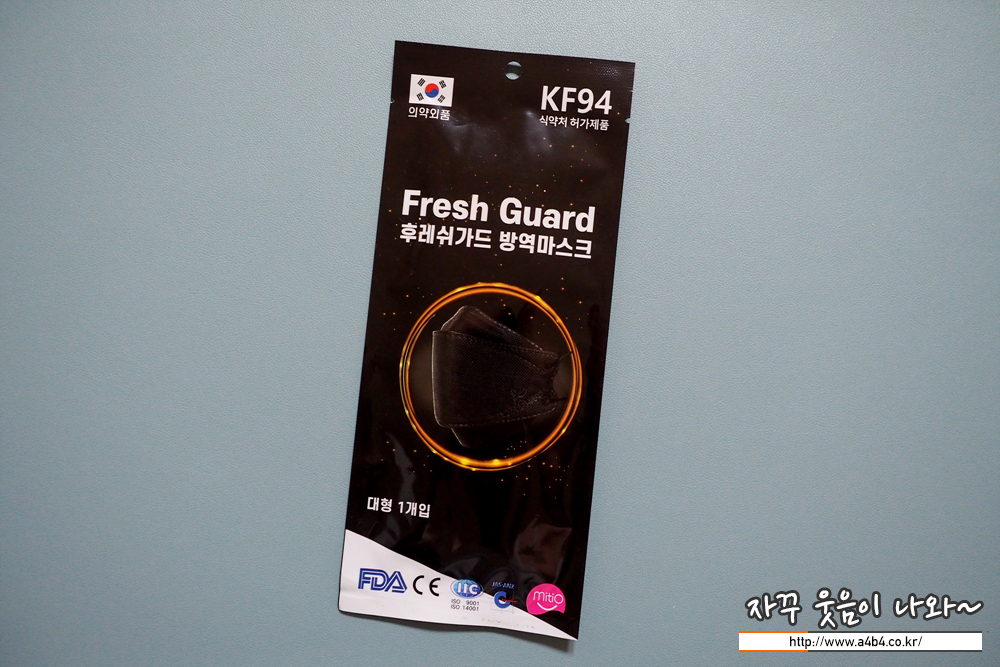 의약외품
KF94
식약처 허가제품
Fresh Guard
후레쉬가드 방역마스크
대형 1개입
FDA CE IIC
ISO 9001
ISO 14001
mitio
자꾸 웃음이 나와~
http://www.a4b4.co.kr/